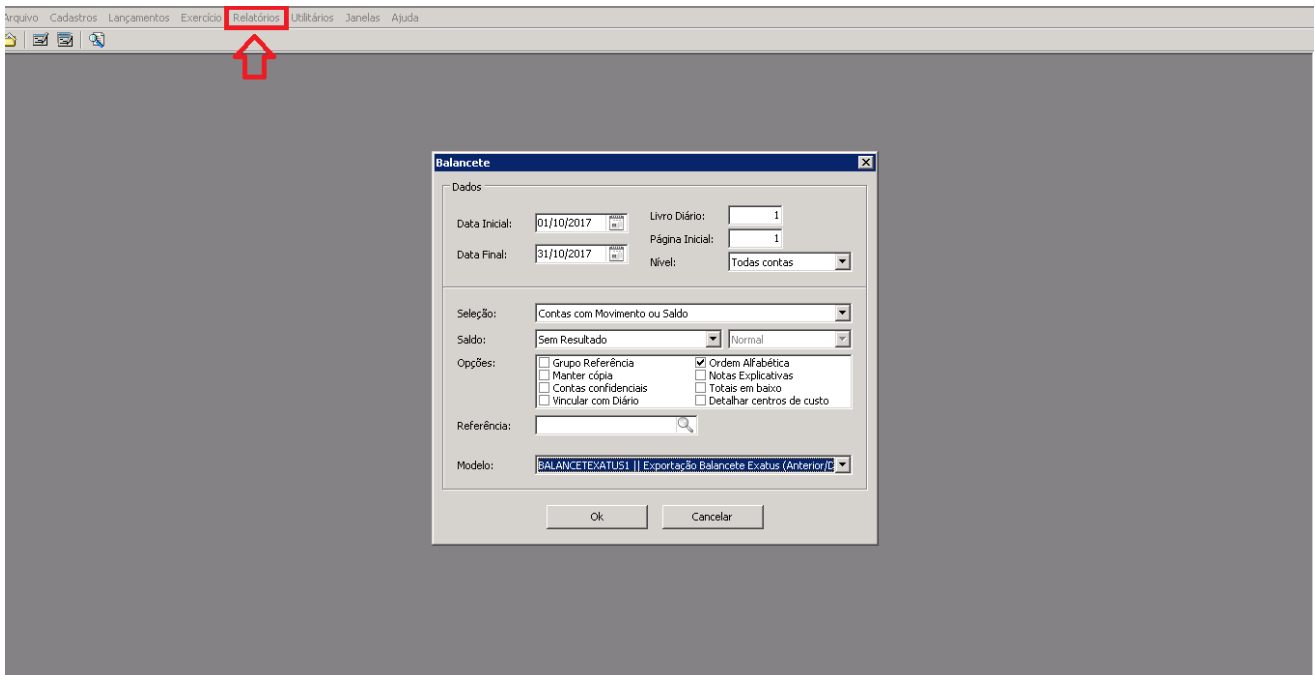 Arquivo Cadastros Lançamentos Exercício Relatórios Utilitários Janelas Ajuda
Balancete
Dados
Data Inicial: 01/10/2017 Livro Diário: 1
Página Inicial: 1
Data Final: 31/10/2017 Nível: Todas contas
Seleção: Contas com Movimento ou Saldo
Saldo: Sem Resultado Normal
Opções: Grupo Referência Ordem Alfabética
Manter cópia Notas Explicativas
Contas confidenciais Totais em baixo
Vincular com Diário Detalhar centros de custo
Referência:
Modelo: BALANCETEXATUS1 || Exportação Balancete Exatus (Anterior/D
Ok Cancelar